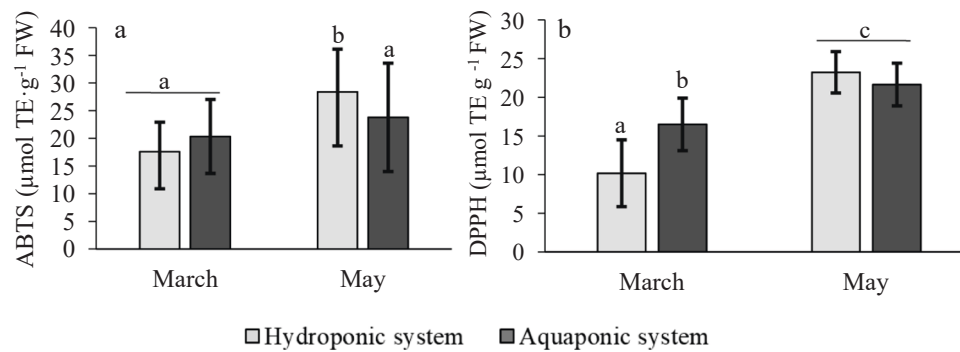 a
ABTS (μmol TE·g⁻¹ FW)
40
35
30
25
20
15
10
5
0
a
b
a
March
May
b
DPPH (μmol TE g⁻¹ FW)
30
25
20
15
10
5
0
a
b
c
March
May
Hydroponic system
Aquaponic system